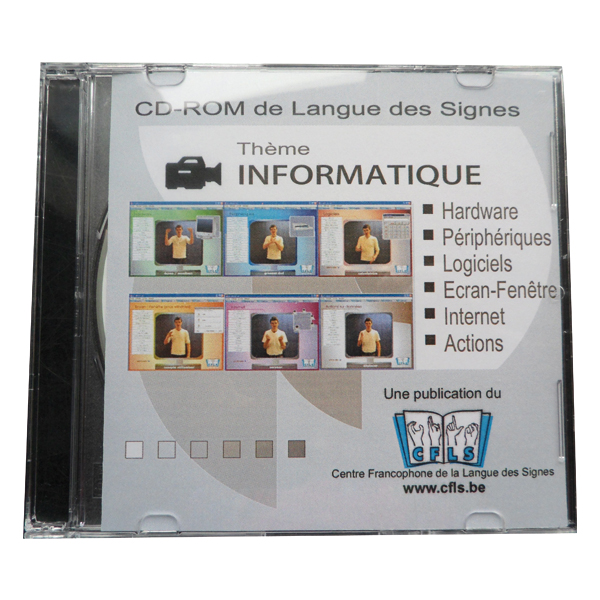 CD-ROM de Langue des Signes
Thème
INFORMATIQUE
Hardware
Périphériques
Logiciels
Ecran-Fenêtre
Internet
Actions
Une publication du
CFLS
Centre Francophone de la Langue des Signes
www.cfls.be